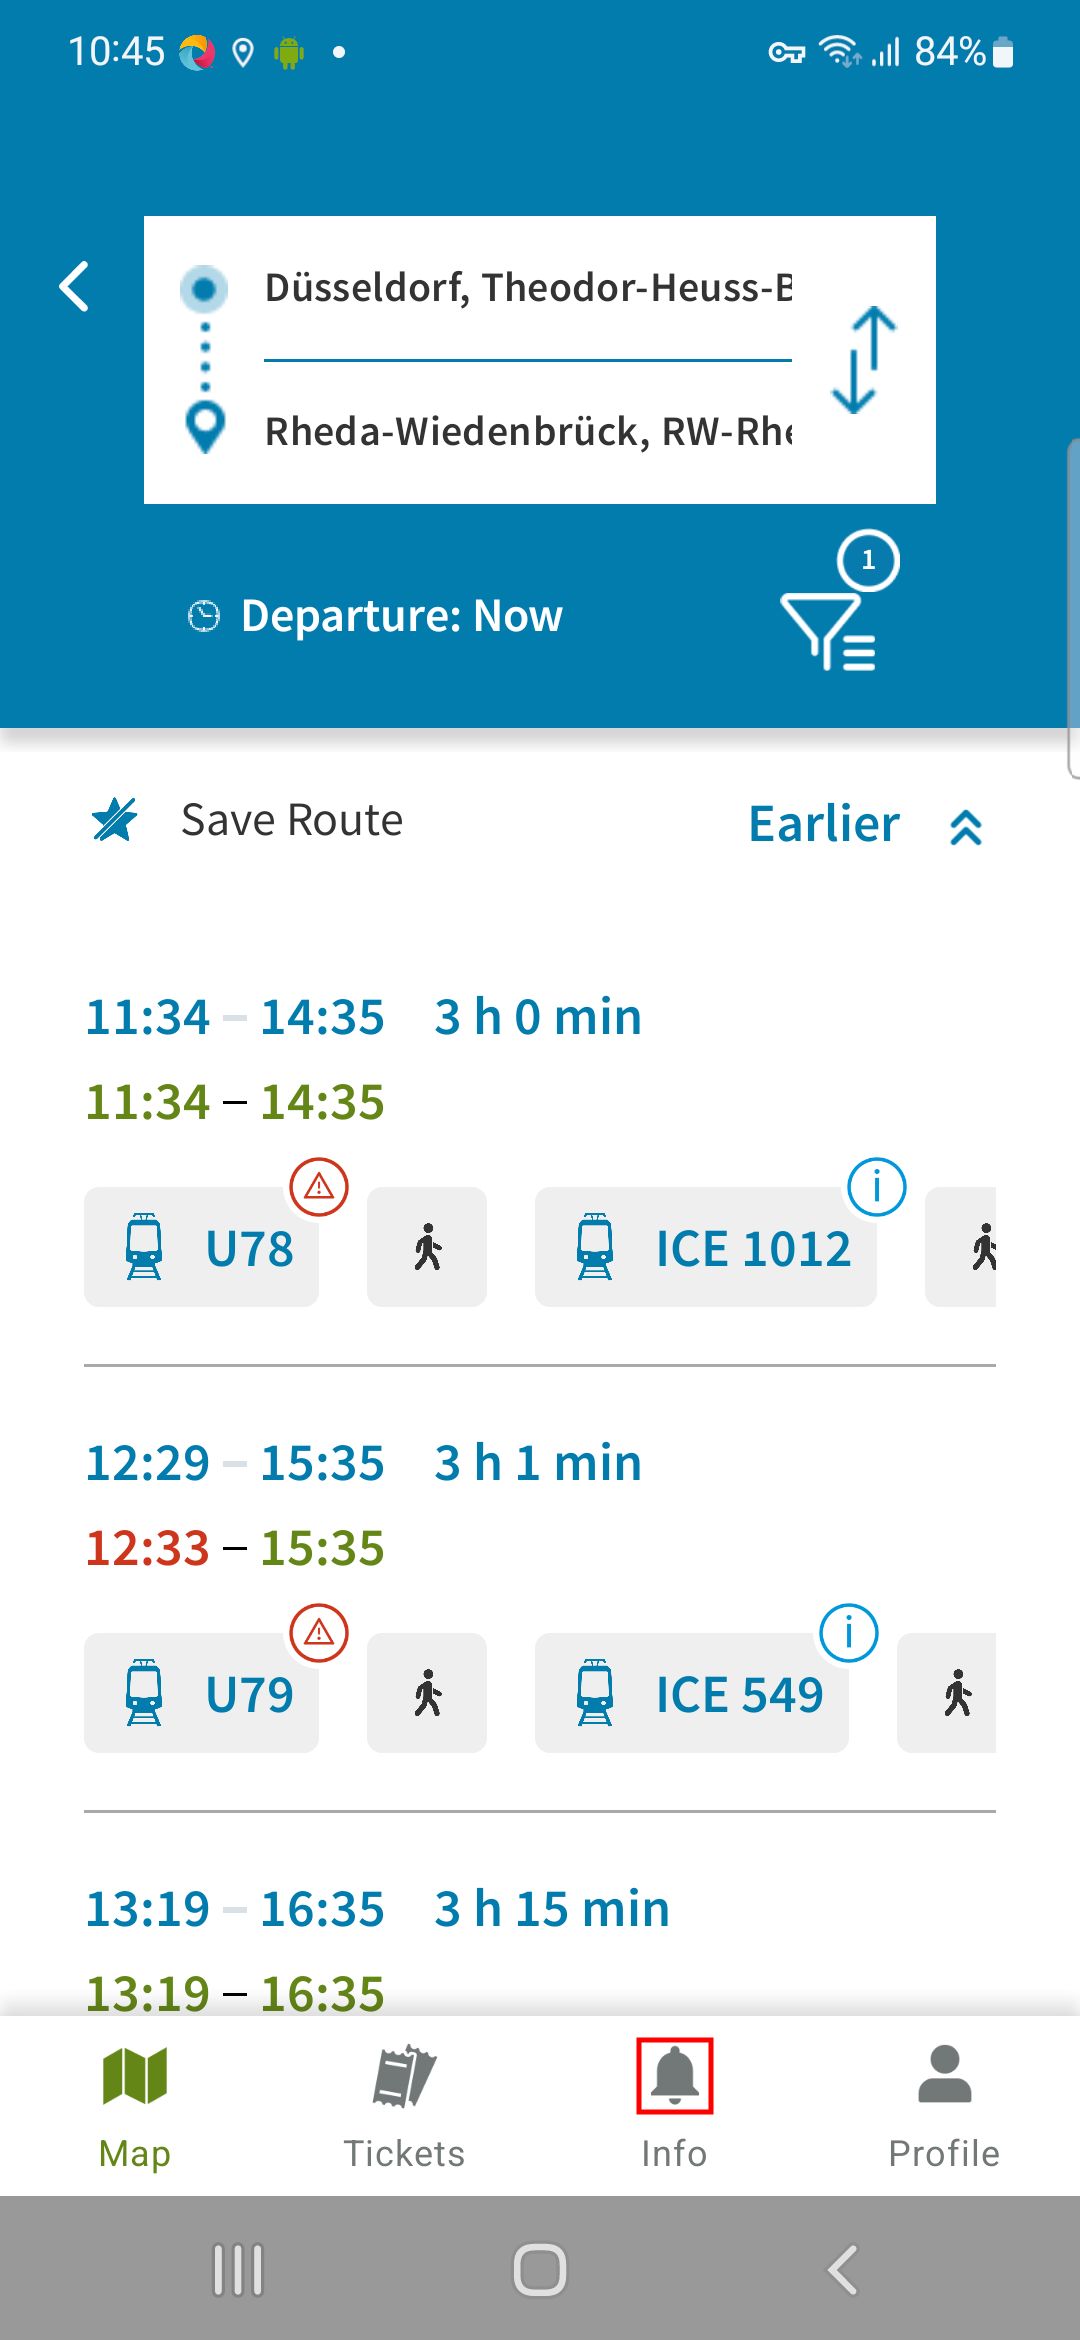 10:45 84%
Düsseldorf, Theodor-Heuss-B
Rheda-Wiedenbrück, RW-Rhe
1
Departure: Now
Save Route Earlier
11:34 – 14:35 3 h 0 min
11:34 – 14:35
U78 ICE 1012
12:29 – 15:35 3 h 1 min
12:33 – 15:35
U79 ICE 549
13:19 – 16:35 3 h 15 min
13:19 – 16:35
Map Tickets Info Profile